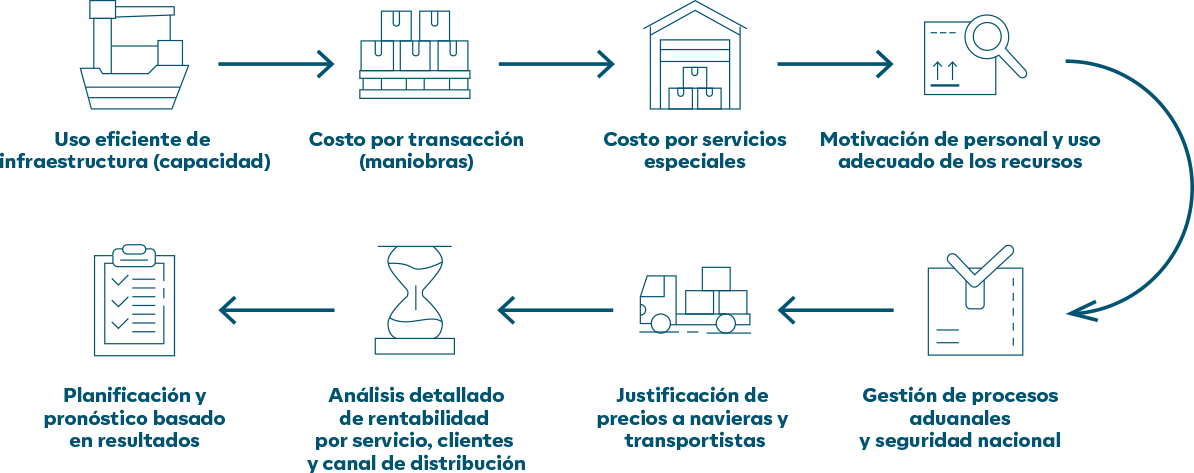 Uso eficiente de
infraestructura (capacidad)
Costo por transacción
(maniobras)
Costo por servicios
especiales
Motivación de personal y uso
adecuado de los recursos
Gestión de procesos
aduanales
y seguridad nacional
Justificación de
precios a navieras y
transportistas
Análisis detallado
de rentabilidad
por servicio, clientes
y canal de distribución
Planificación y
pronóstico basado
en resultados